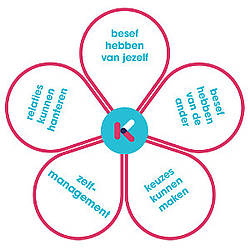 besef
hebben
van jezelf
besef
hebben
van de
ander
keuzes
kunnen
maken
zelf-
management
relaties
kunnen
hanteren